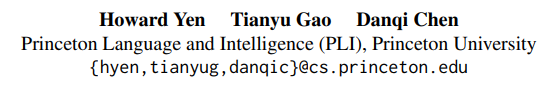 Howard Yen Tianyu Gao Danqi Chen
Princeton Language and Intelligence (PLI), Princeton University
{hyen,tianyug,danqic}@cs.princeton.edu